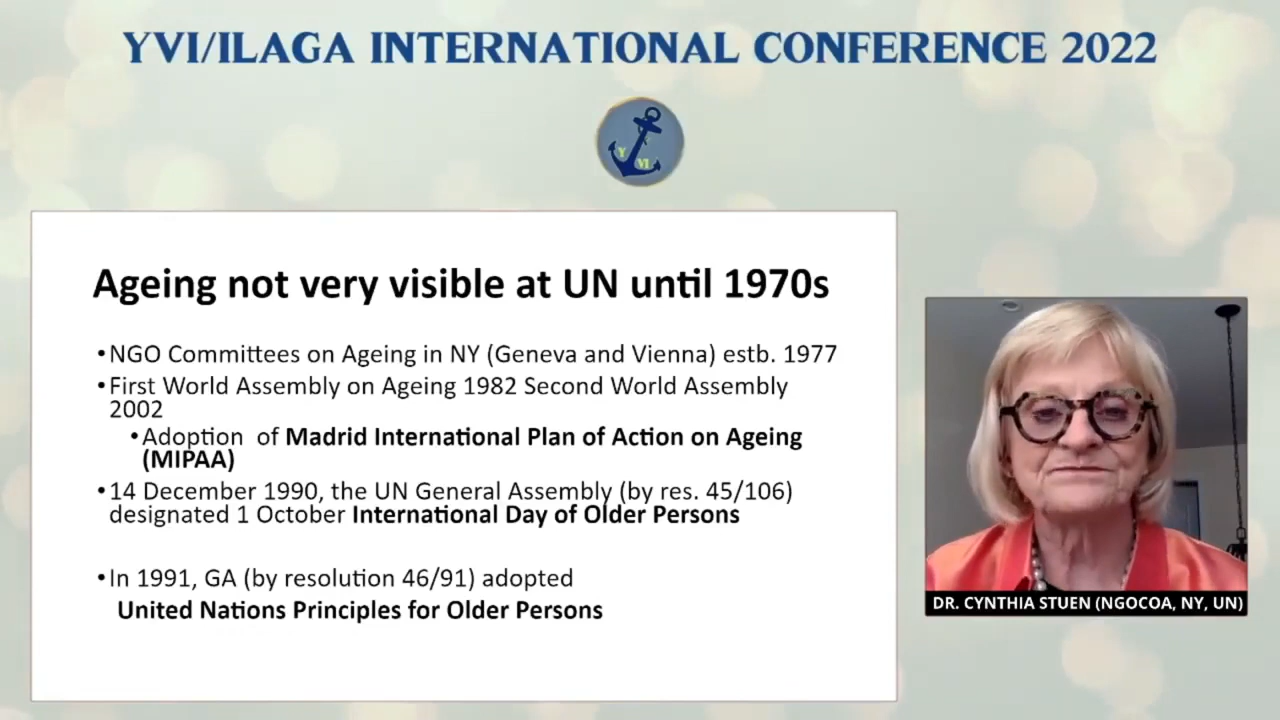 YVI/ILAGA INTERNATIONAL CONFERENCE 2022
Y VI
Ageing not very visible at UN until 1970s
•NGO Committees on Ageing in NY (Geneva and Vienna) estb. 1977
•First World Assembly on Ageing 1982 Second World Assembly
2002
•Adoption of Madrid International Plan of Action on Ageing
(MIPAA)
•14 December 1990, the UN General Assembly (by res. 45/106)
designated 1 October International Day of Older Persons
•In 1991, GA (by resolution 46/91) adopted
United Nations Principles for Older Persons
DR. CYNTHIA STUEN (NGOCOA, NY, UN)